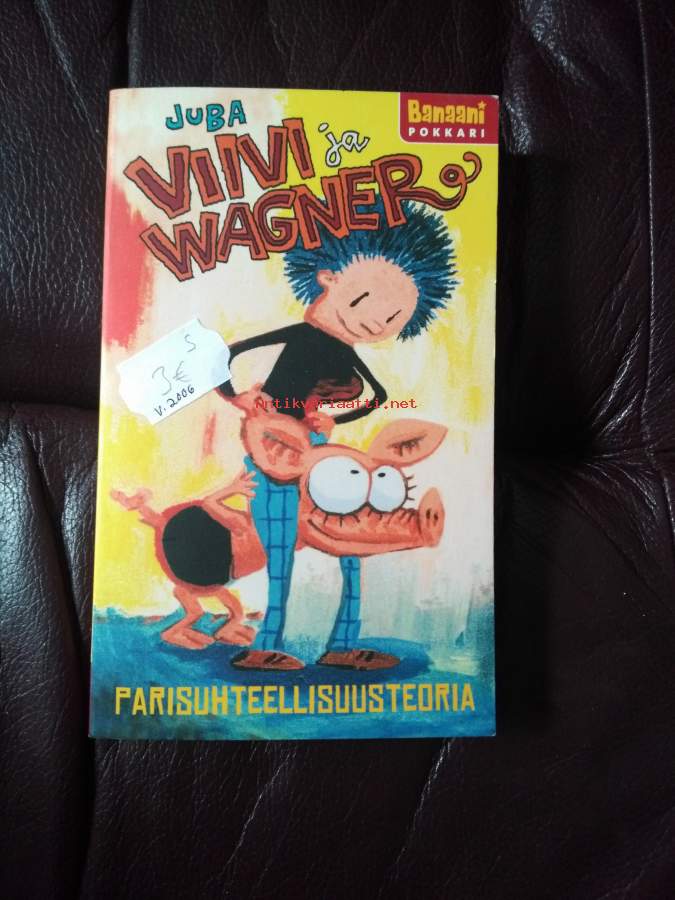 JUBA
Banaani
POKKARI
VIIVI ja
WAGNER
S
3€
V. 2006
antikvariaatti.net
PARISUHTEELLISUUSTEORIA